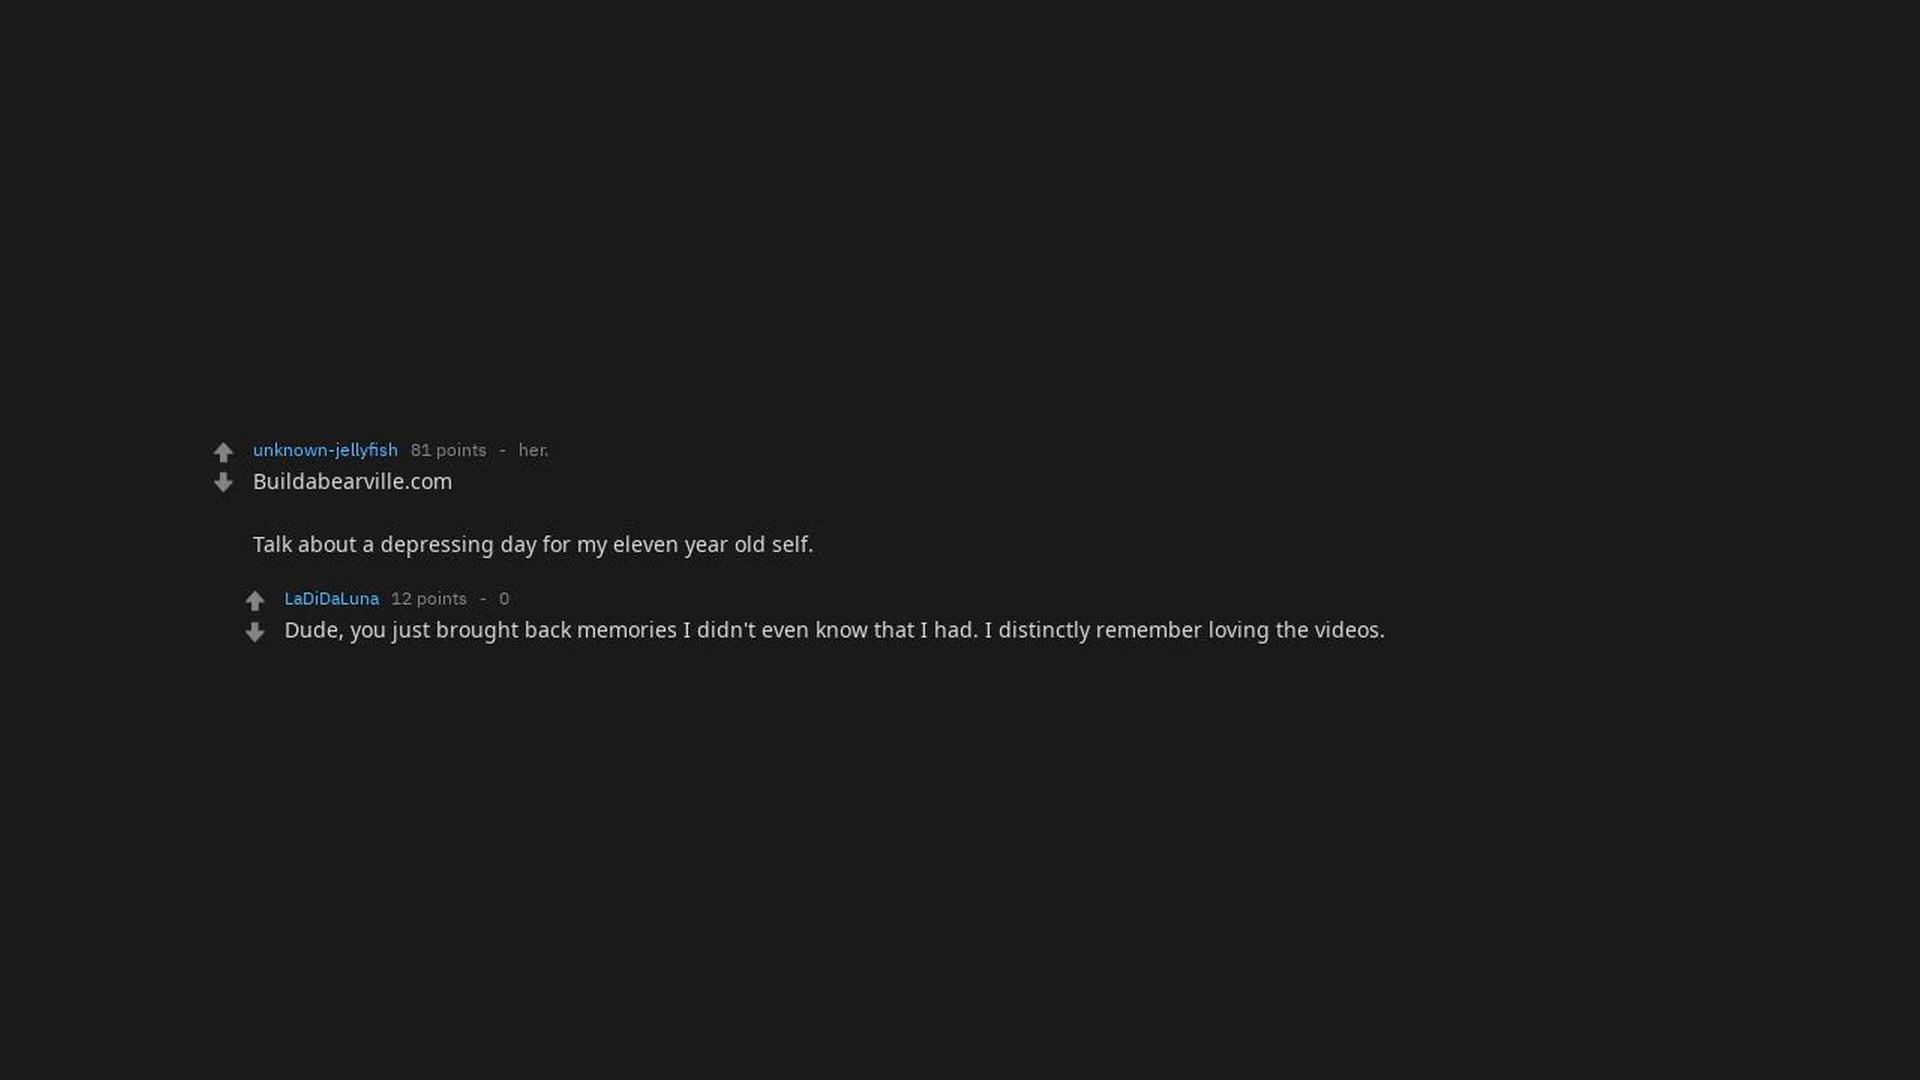 unknown-jellyfish 81 points - her.
Buildabearville.com
Talk about a depressing day for my eleven year old self.
LaDiDaLuna 12 points - 0
Dude, you just brought back memories I didn't even know that I had. I distinctly remember loving the videos.